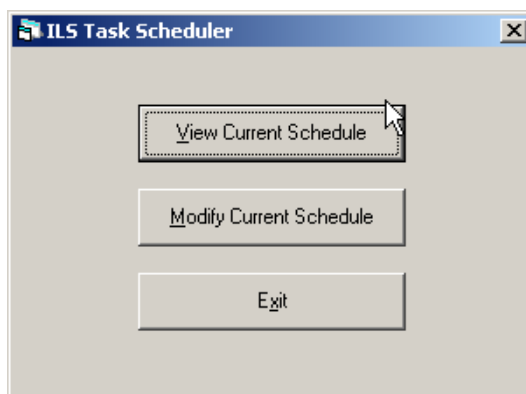 ILS Task Scheduler
View Current Schedule
Modify Current Schedule
Exit